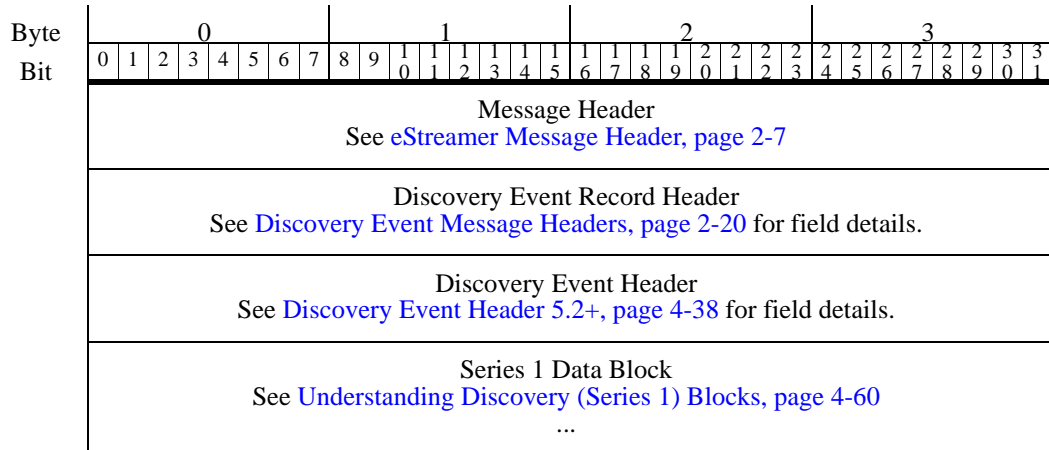 Byte 0 1 2 3
Bit 0 1 2 3 4 5 6 7 8 9 10 11 12 13 14 15 16 17 18 19 20 21 22 23 24 25 26 27 28 29 30 31
Message Header
See eStreamer Message Header, page 2-7
Discovery Event Record Header
See Discovery Event Message Headers, page 2-20 for field details.
Discovery Event Header
See Discovery Event Header 5.2+, page 4-38 for field details.
Series 1 Data Block
See Understanding Discovery (Series 1) Blocks, page 4-60
...